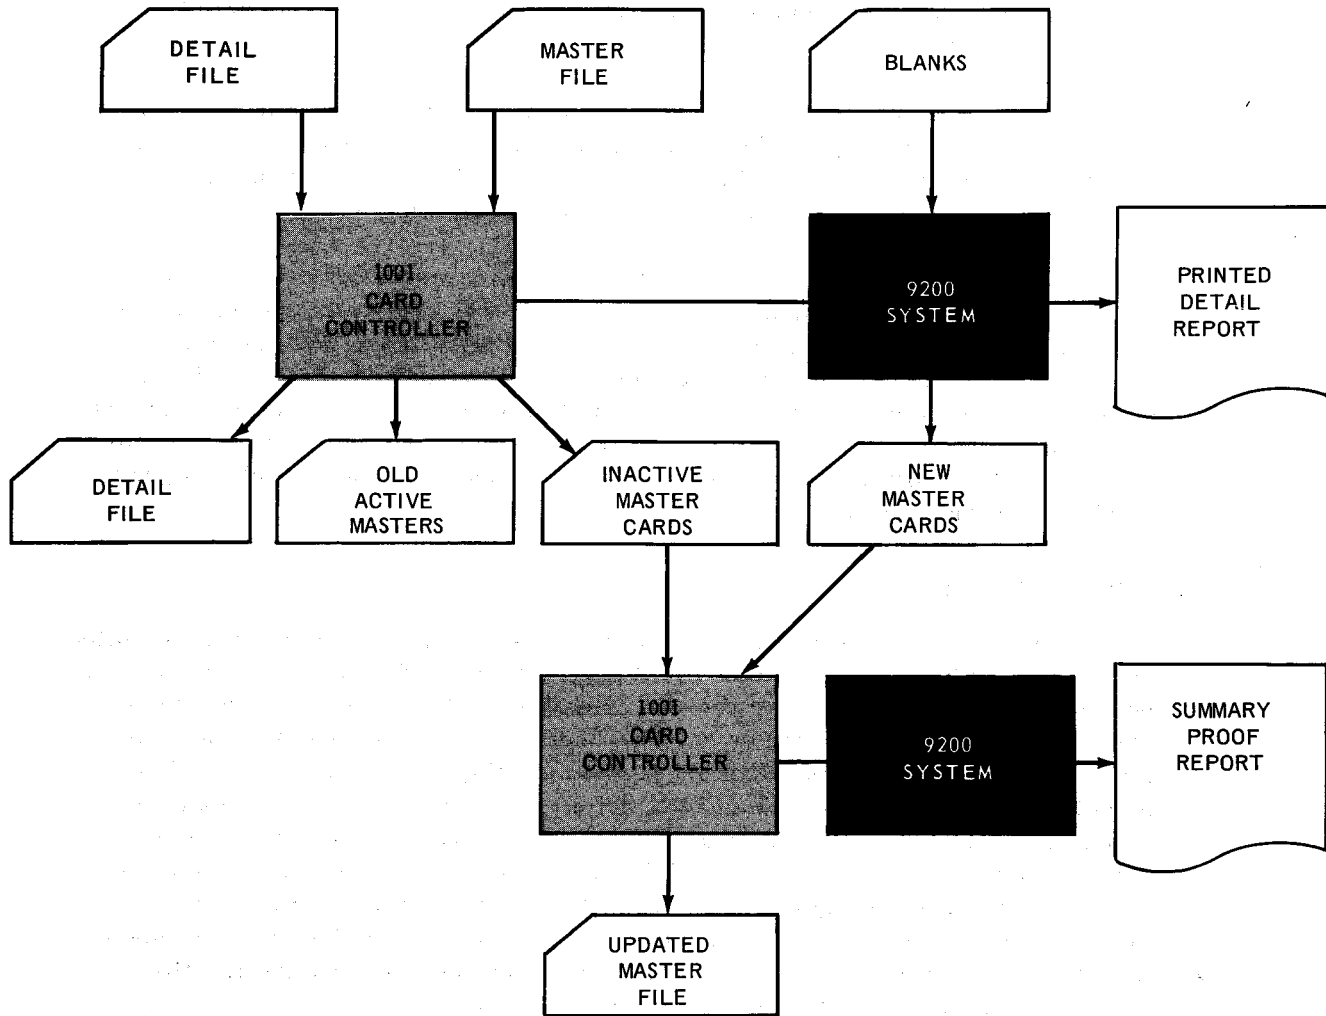 DETAIL
FILE
MASTER
FILE
BLANKS
1001
CARD
CONTROLLER
9200
SYSTEM
PRINTED
DETAIL
REPORT
DETAIL
FILE
OLD
ACTIVE
MASTERS
INACTIVE
MASTER
CARDS
NEW
MASTER
CARDS
1001
CARD
CONTROLLER
9200
SYSTEM
SUMMARY
PROOF
REPORT
UPDATED
MASTER
FILE